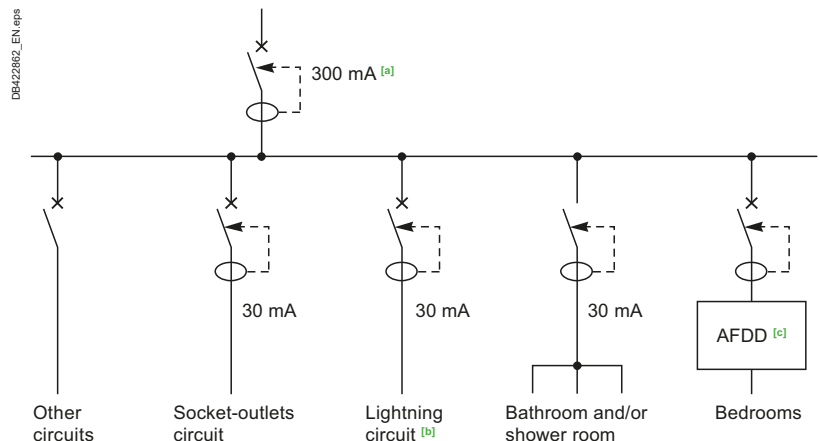 DB422862_EN.eps
300 mA [a]
30 mA
30 mA
30 mA
AFDD [c]
Other
circuits
Socket-outlets
circuit
Lightning
circuit [b]
Bathroom and/or
shower room
Bedrooms